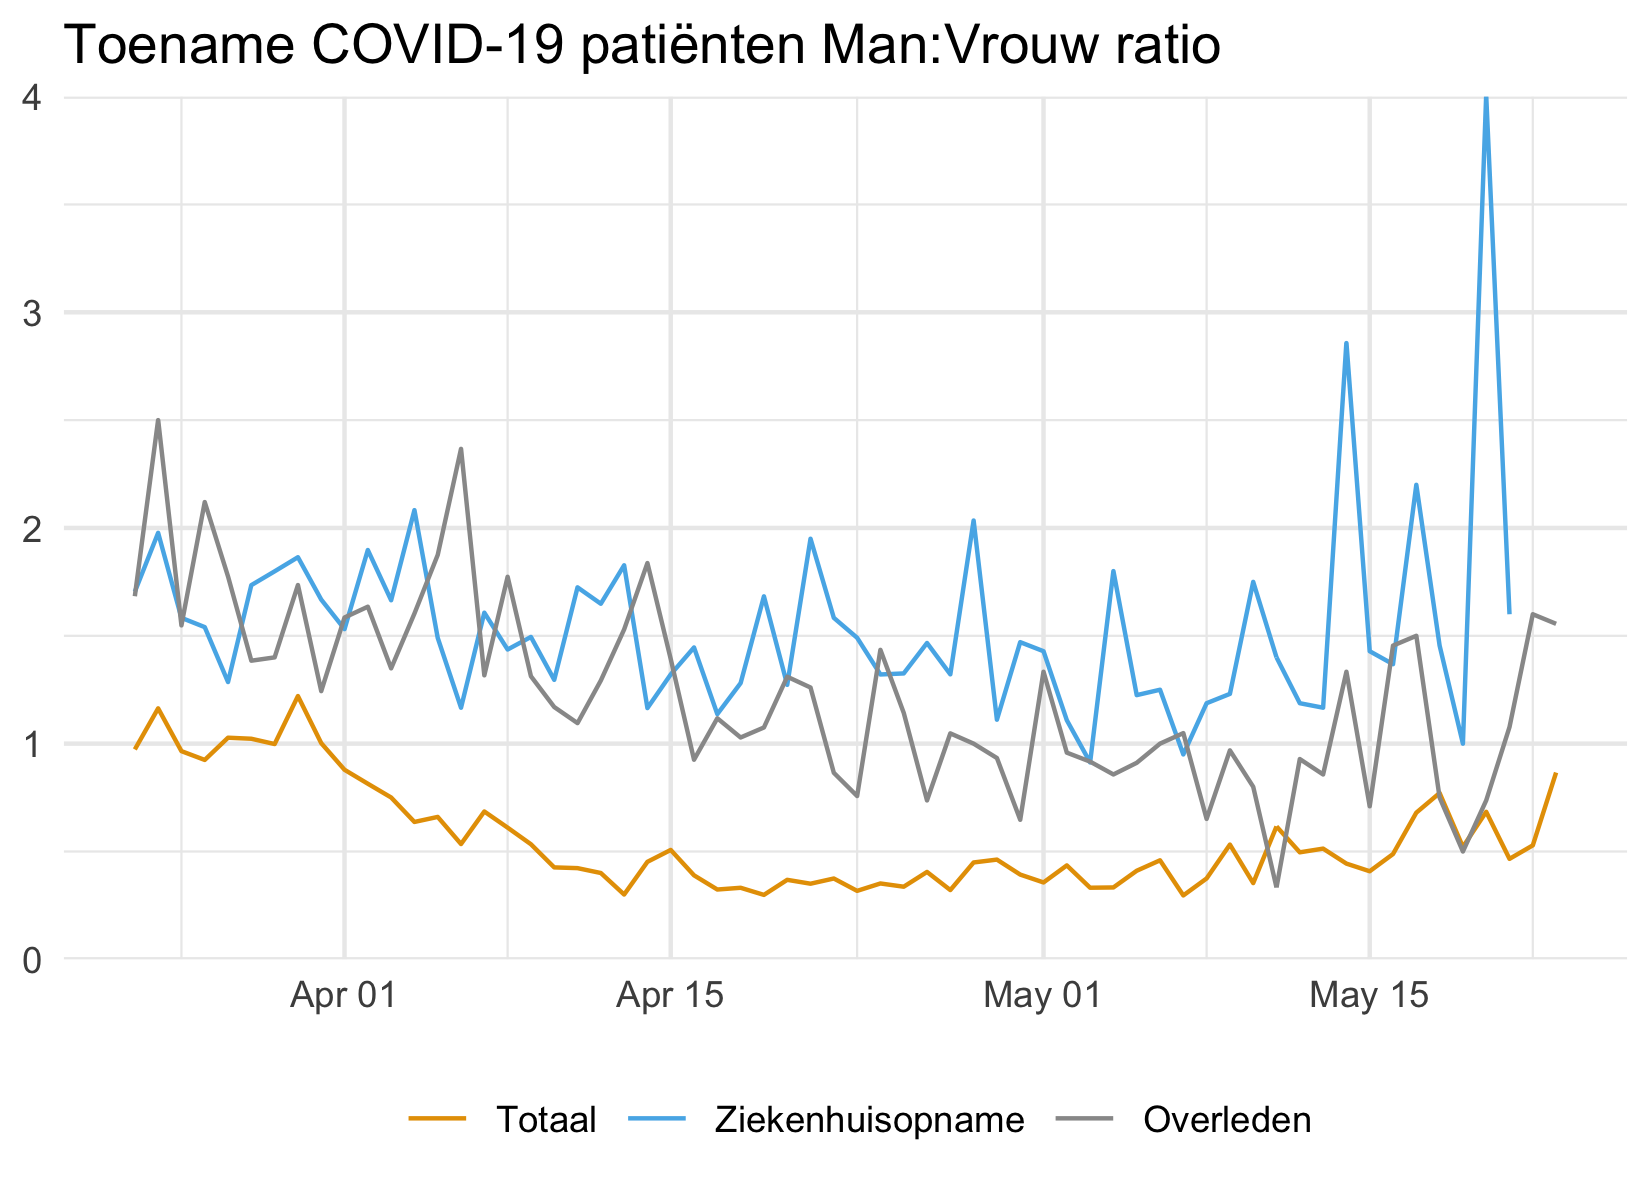 Toename COVID-19 patiënten Man:Vrouw ratio
4
3
2
1
0
Apr 01 Apr 15 May 01 May 15
Totaal Ziekenhuisopname Overleden